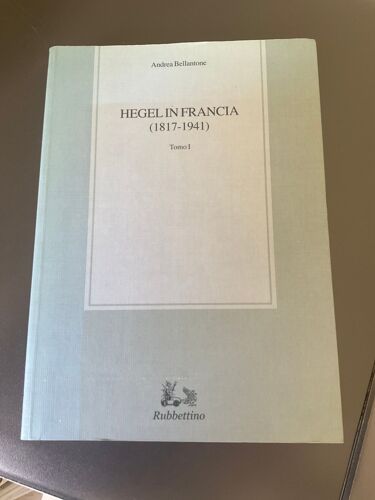 Andrea Bellantone
HEGEL IN FRANCIA
(1817-1941)
Tomo I
Rubbettino